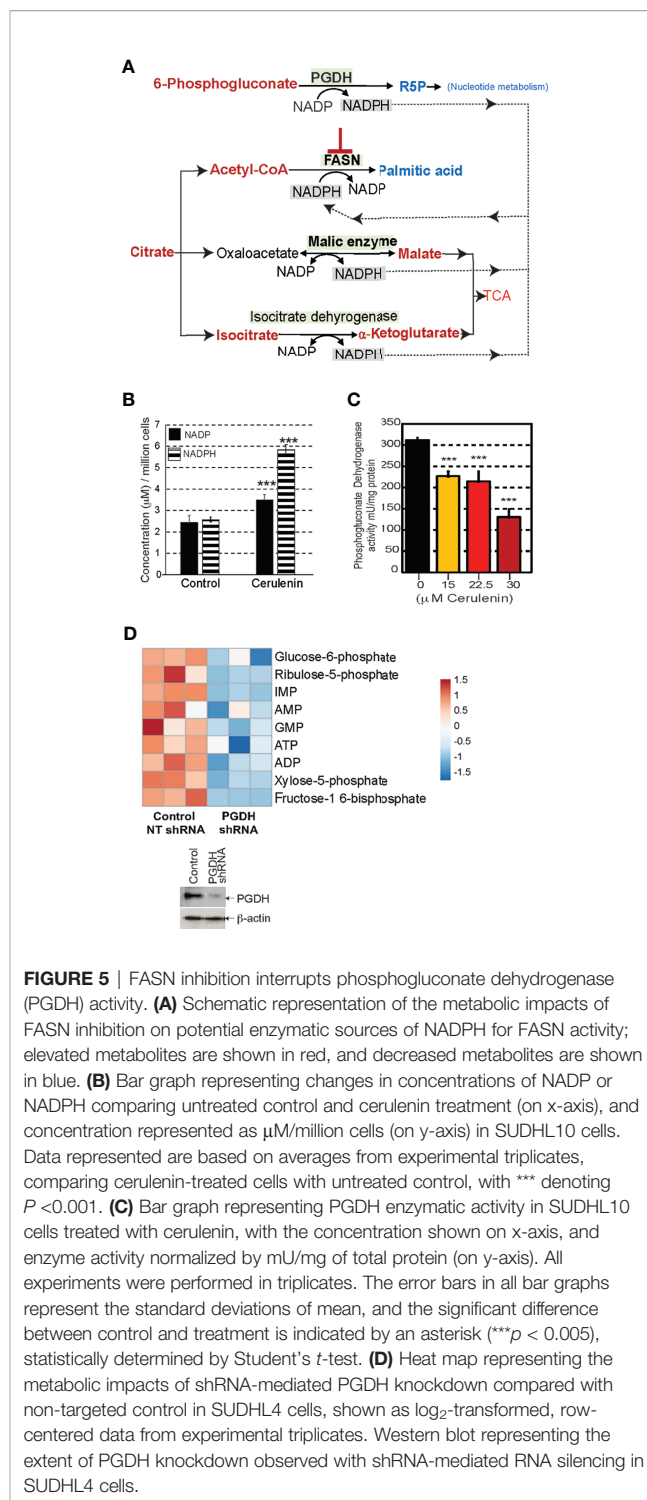 A
6-Phosphogluconate PGDH R5P (Nucleotide metabolism)
NADP NADPH
Acetyl-CoA FASN Palmitic acid
NADPH NADP
Citrate Oxaloacetate Malic enzyme Malate
NADP NADPH
TCA
Isocitrate dehyrogenase
Isocitrate α-Ketoglutarate
NADP NADPH
B
Concentration (μM) / million cells
7
6
5
4
3
2
1
0
NADP
NADPH
***
***
Control Cerulenin
C
Phosphogluconate Dehydrogenase
activity mU/mg protein
350
300
250
200
150
100
50
0
*** *** ***
0 15 22.5 30
(μM Cerulenin)
D
Glucose-6-phosphate
Ribulose-5-phosphate
IMP
AMP
GMP
ATP
ADP
Xylose-5-phosphate
Fructose-1 6-bisphosphate
1.5
1
0.5
0
-0.5
-1
-1.5
Control PGDH
NT shRNA shRNA
Control
PGDH
shRNA
PGDH
β-actin
FIGURE 5 | FASN inhibition interrupts phosphogluconate dehydrogenase
(PGDH) activity. (A) Schematic representation of the metabolic impacts of
FASN inhibition on potential enzymatic sources of NADPH for FASN activity;
elevated metabolites are shown in red, and decreased metabolites are shown
in blue. (B) Bar graph representing changes in concentrations of NADP or
NADPH comparing untreated control and cerulenin treatment (on x-axis), and
concentration represented as μM/million cells (on y-axis) in SUDHL10 cells.
Data represented are based on averages from experimental triplicates,
comparing cerulenin-treated cells with untreated control, with *** denoting
P <0.001. (C) Bar graph representing PGDH enzymatic activity in SUDHL10
cells treated with cerulenin, with the concentration shown on x-axis, and
enzyme activity normalized by mU/mg of total protein (on y-axis). All
experiments were performed in triplicates. The error bars in all bar graphs
represent the standard deviations of mean, and the significant difference
between control and treatment is indicated by an asterisk (***p < 0.005),
statistically determined by Student's t-test. (D) Heat map representing the
metabolic impacts of shRNA-mediated PGDH knockdown compared with
non-targeted control in SUDHL4 cells, shown as log₂-transformed, row-
centered data from experimental triplicates. Western blot representing the
extent of PGDH knockdown observed with shRNA-mediated RNA silencing in
SUDHL4 cells.